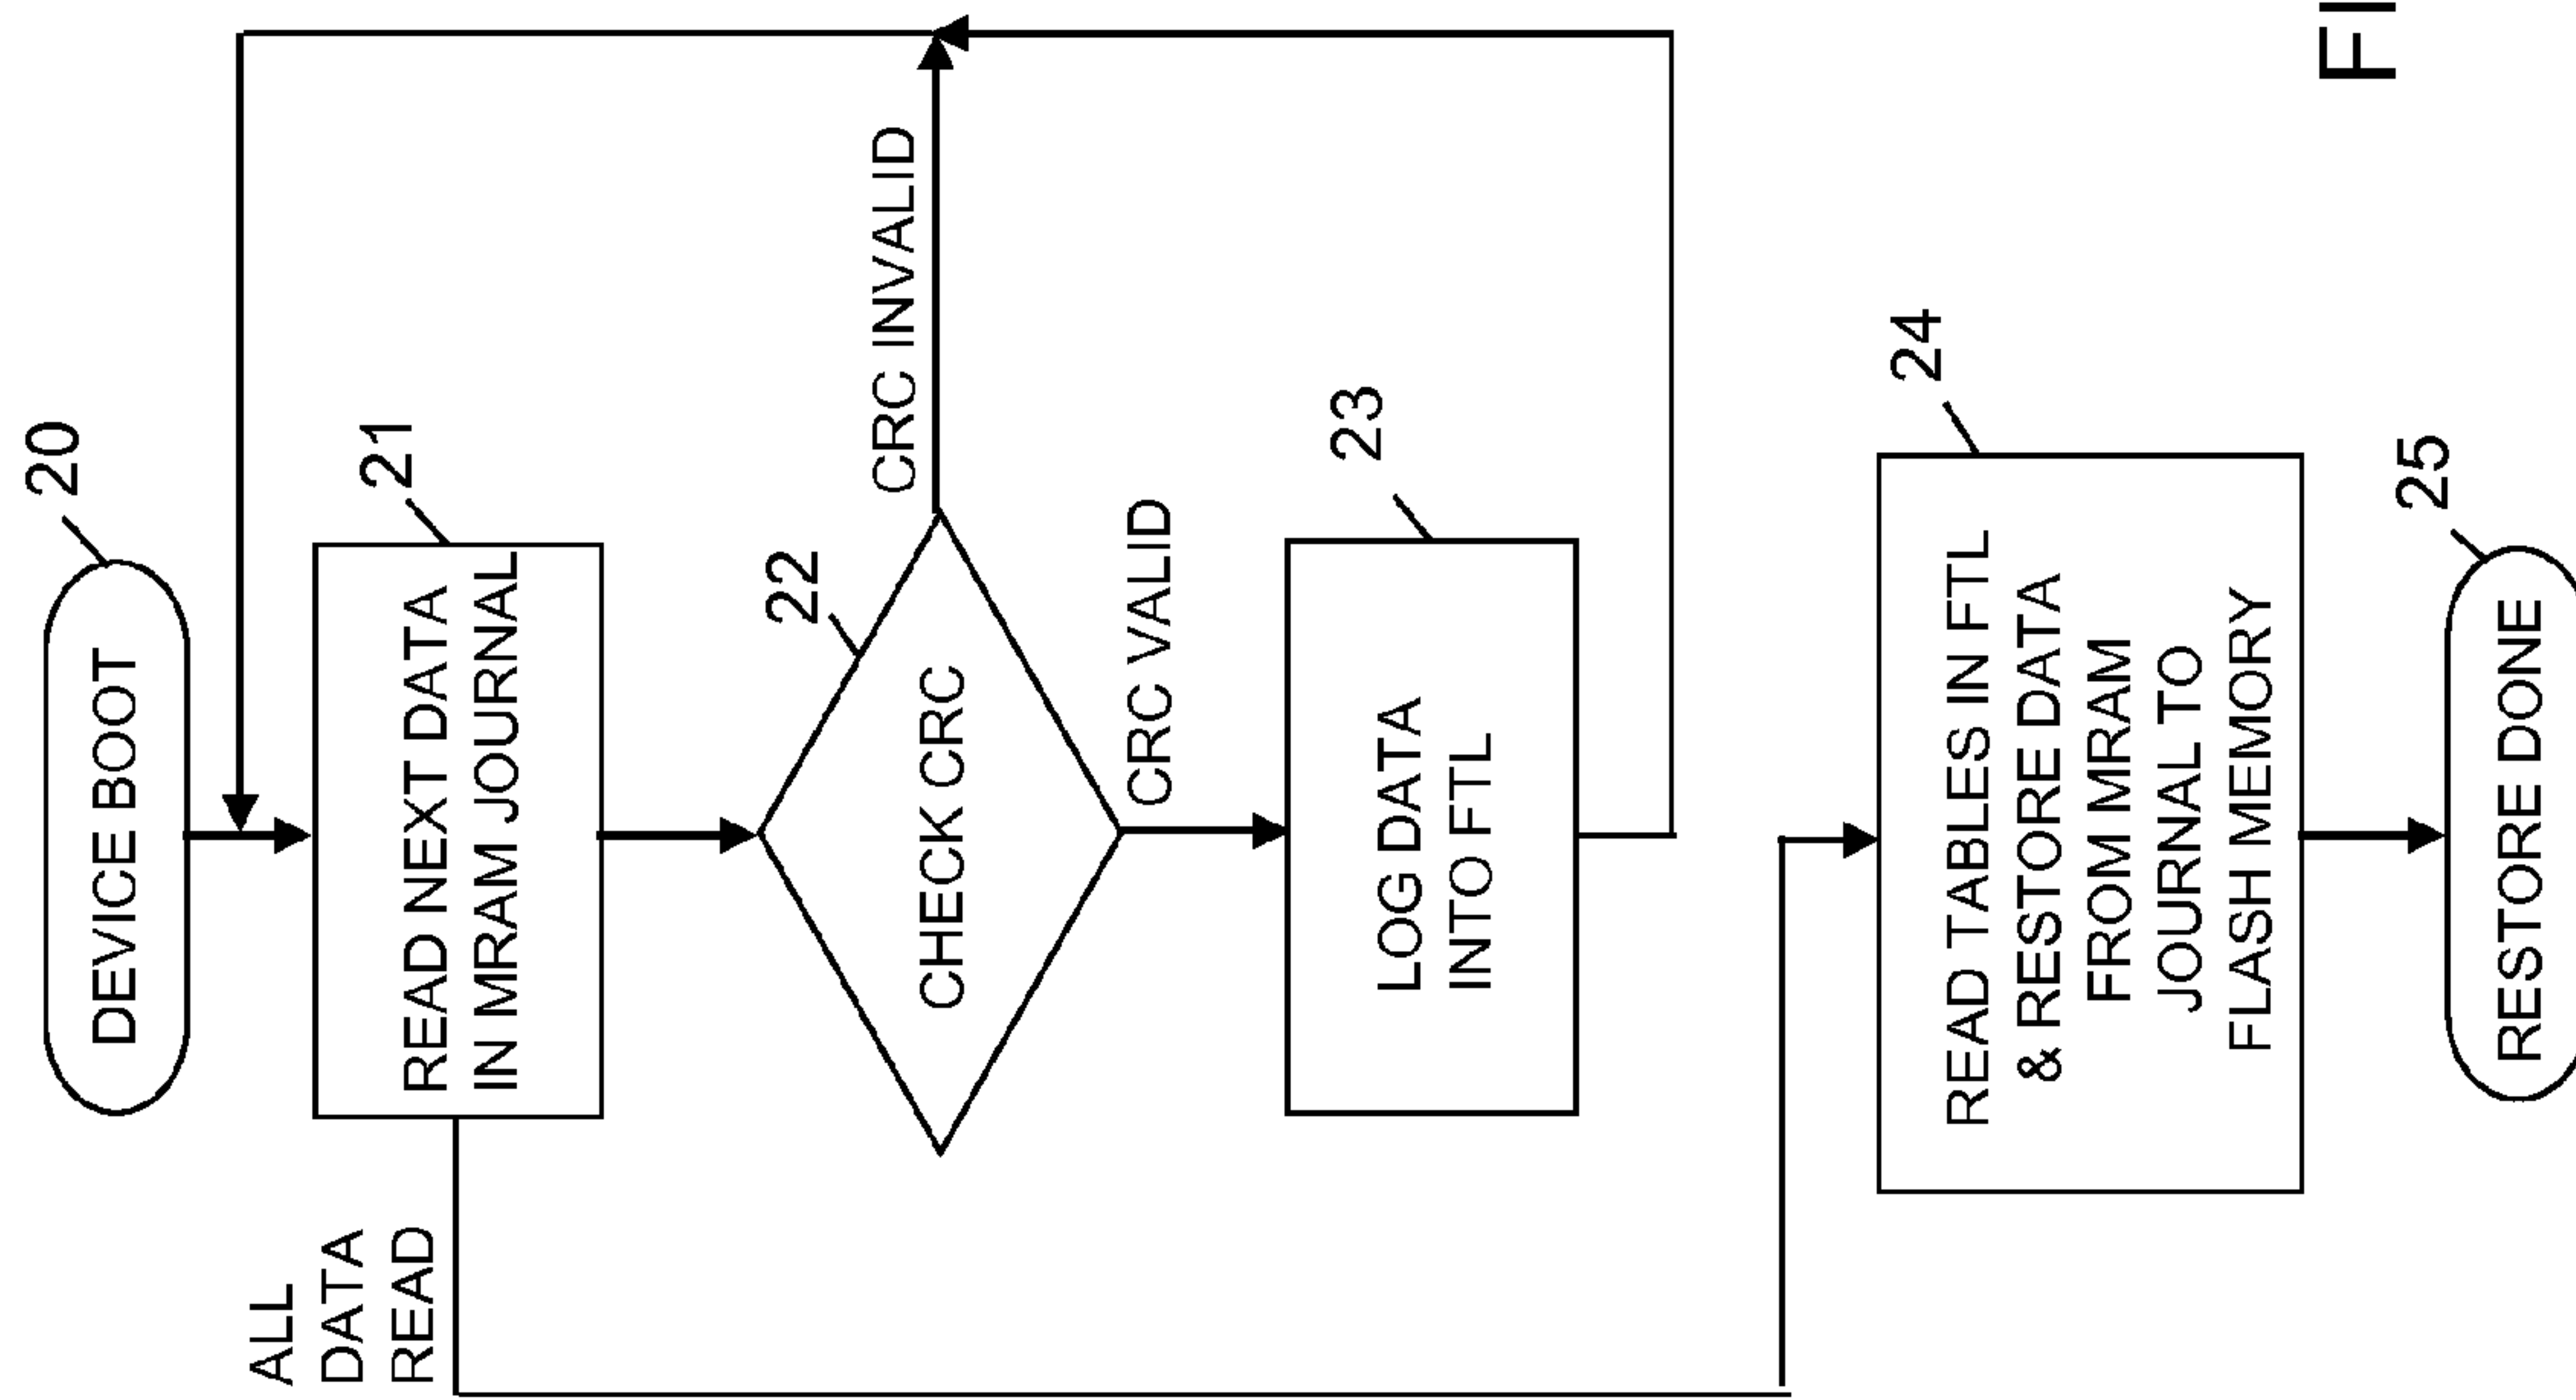 DEVICE BOOT
20
READ NEXT DATA
IN MRAM JOURNAL
21
ALL
DATA
READ
CHECK CRC
22
CRC INVALID
CRC VALID
LOG DATA
INTO FTL
23
READ TABLES IN FTL
& RESTORE DATA
FROM MRAM
JOURNAL TO
FLASH MEMORY
24
RESTORE DONE
25